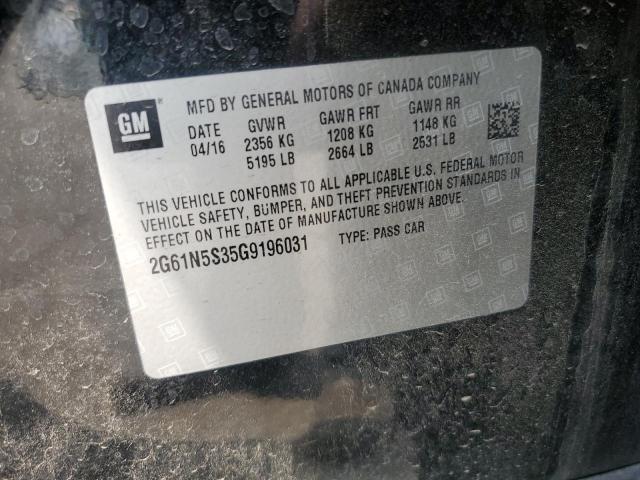 GM
MFD BY GENERAL MOTORS OF CANADA COMPANY
DATE GVWR GAWR FRT GAWR RR
04/16 2356 KG 1208 KG 1148 KG
5195 LB 2664 LB 2531 LB
THIS VEHICLE CONFORMS TO ALL APPLICABLE U.S. FEDERAL MOTOR
VEHICLE SAFETY, BUMPER, AND THEFT PREVENTION STANDARDS IN
EFFECT ON THE DATE OF MANUFACTURE SHOWN ABOVE.
2G61N5S35G9196031 TYPE: PASS CAR